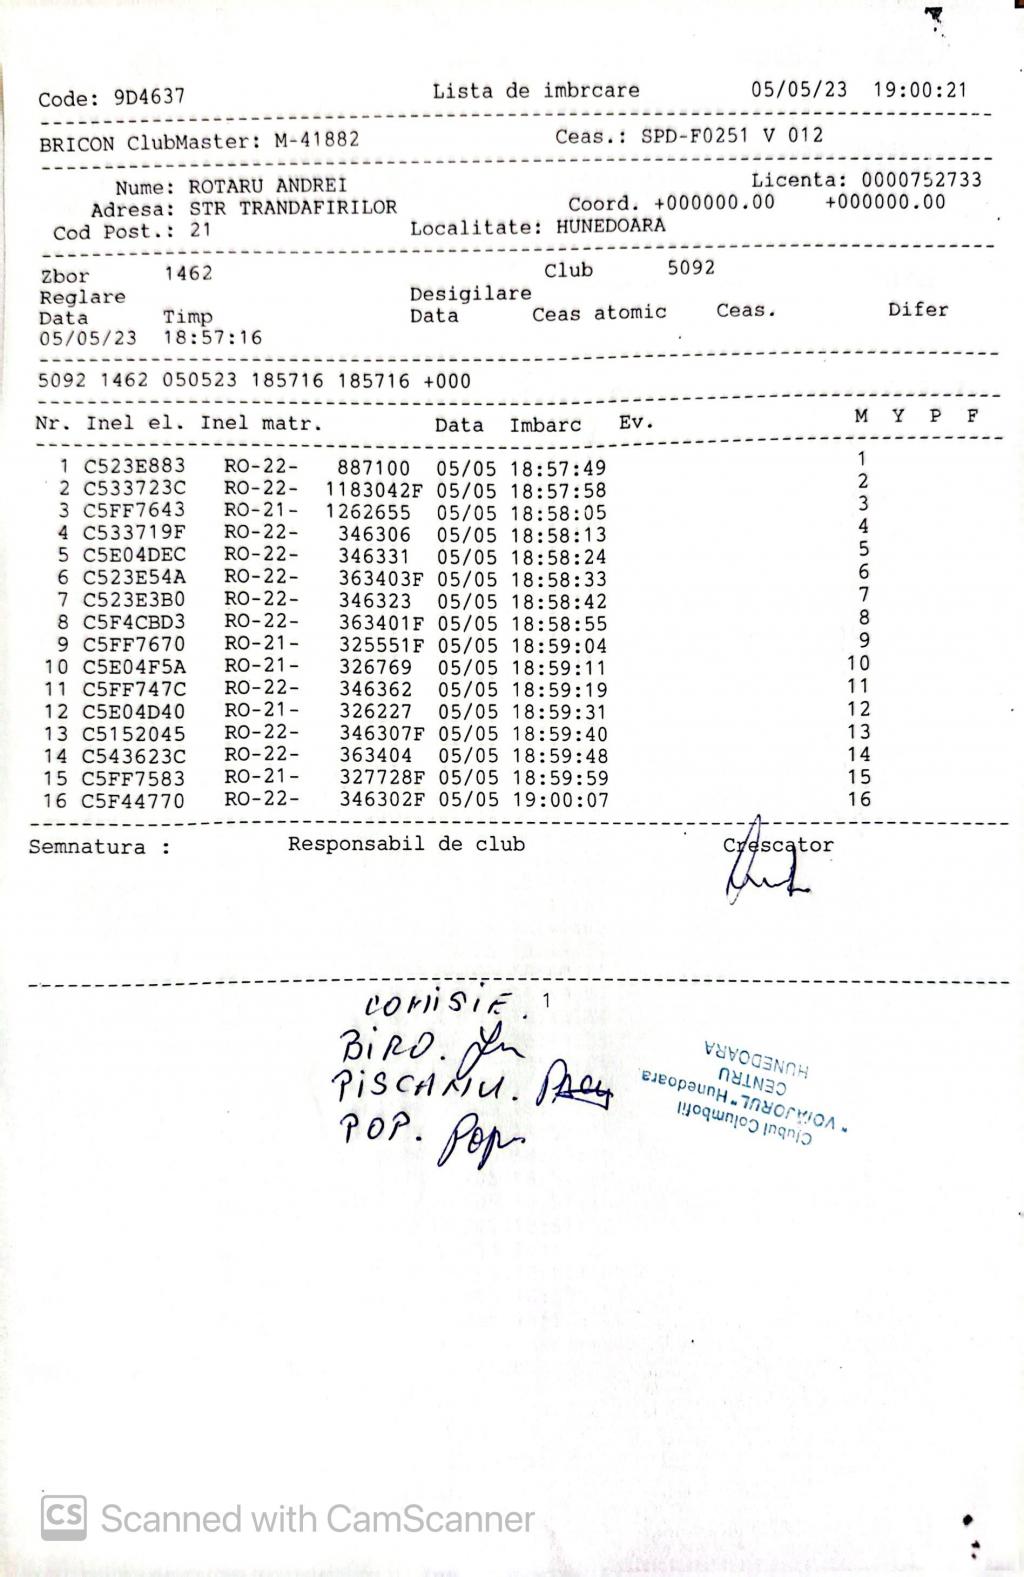 Code: 9D4637 Lista de imbrcare 05/05/23 19:00:21
BRICON ClubMaster: M-41882 Ceas.: SPD-F0251 V 012
Nume: ROTARU ANDREI Licenta: 0000752733
Adresa: STR TRANDAFIRILOR Coord. +000000.00 +000000.00
Cod Post.: 21 Localitate: HUNEDOARA
Zbor 1462 Club 5092
Reglare Desigilare
Data Timp Data Ceas atomic Ceas. Difer
05/05/23 18:57:16
5092 1462 050523 185716 185716 +000
Nr. Inel el. Inel matr. Data Imbarc Ev. M Y P F
1 C523E883 RO-22- 887100 05/05 18:57:49 1
2 C533723C RO-22- 1183042F 05/05 18:57:58 2
3 C5FF7643 RO-21- 1262655 05/05 18:58:05 3
4 C533719F RO-22- 346306 05/05 18:58:13 4
5 C5E04DEC RO-22- 346331 05/05 18:58:24 5
6 C523E54A RO-22- 363403F 05/05 18:58:33 6
7 C523E3B0 RO-22- 346323 05/05 18:58:42 7
8 C5F4CBD3 RO-22- 363401F 05/05 18:58:55 8
9 C5FF7670 RO-21- 325551F 05/05 18:59:04 9
10 C5E04F5A RO-21- 326769 05/05 18:59:11 10
11 C5FF747C RO-22- 346362 05/05 18:59:19 11
12 C5E04D40 RO-21- 326227 05/05 18:59:31 12
13 C5152045 RO-22- 346307F 05/05 18:59:40 13
14 C543623C RO-22- 363404 05/05 18:59:48 14
15 C5FF7583 RO-21- 327728F 05/05 18:59:59 15
16 C5F44770 RO-22- 346302F 05/05 19:00:07 16
Semnatura : Responsabil de club Crescator
COMISIE. 1
BIRO.
PISCANU.
POP. Pop
Clubul Columbofil
"VOIAJORUL" Hunedoara
CENTRU
HUNEDOARA
CS Scanned with CamScanner